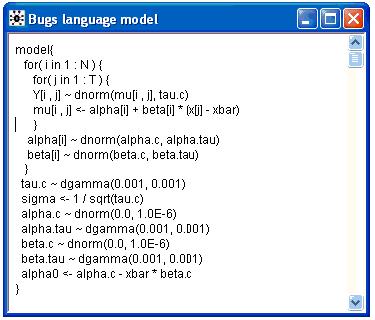 Bugs language model
model{
for( i in 1 : N ) {
for( j in 1 : T ) {
Y[i , j] ~ dnorm(mu[i , j], tau.c)
mu[i , j] <- alpha[i] + beta[i] * (x[j] - xbar)
}
alpha[i] ~ dnorm(alpha.c, alpha.tau)
beta[i] ~ dnorm(beta.c, beta.tau)
}
tau.c ~ dgamma(0.001, 0.001)
sigma <- 1 / sqrt(tau.c)
alpha.c ~ dnorm(0.0, 1.0E-6)
alpha.tau ~ dgamma(0.001, 0.001)
beta.c ~ dnorm(0.0, 1.0E-6)
beta.tau ~ dgamma(0.001, 0.001)
alpha0 <- alpha.c - xbar * beta.c
}